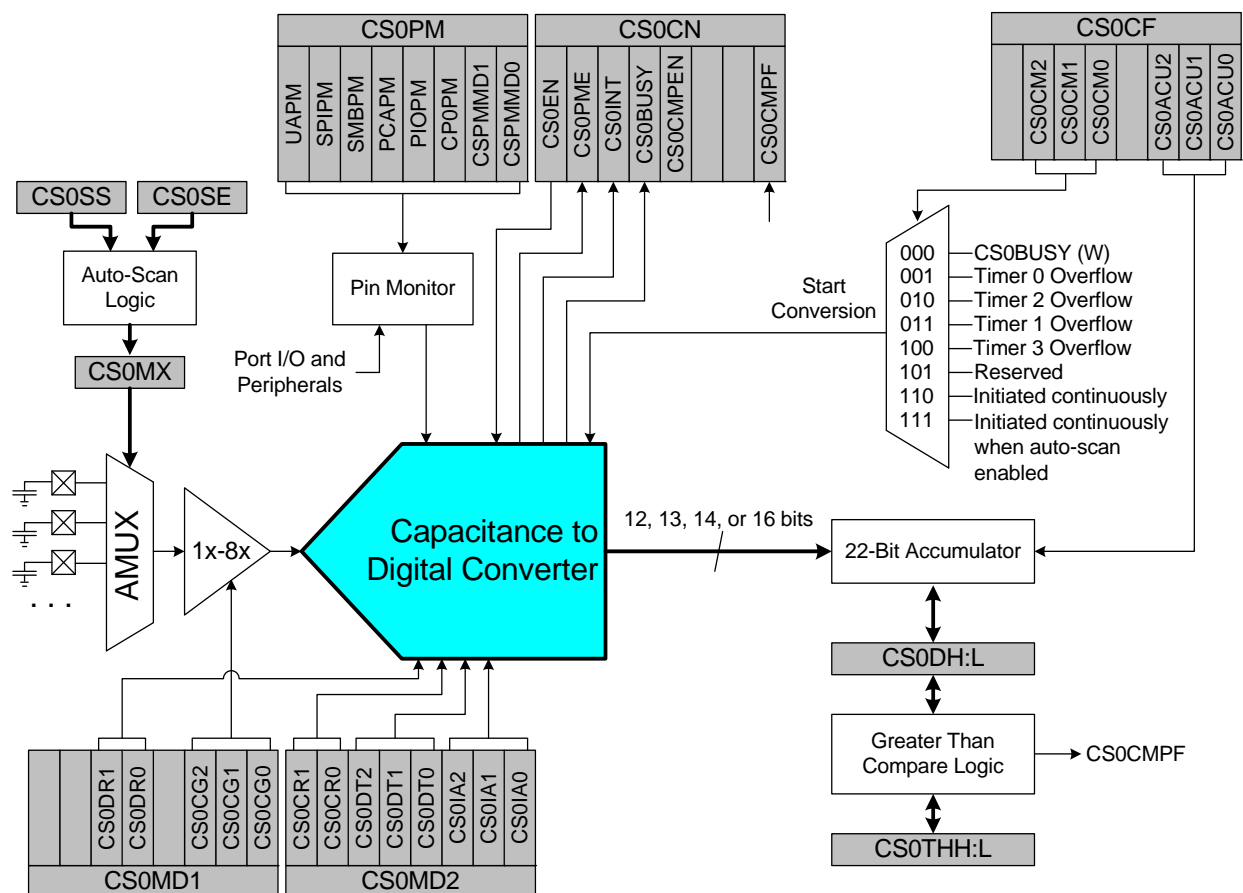 CS0PM
UAPM
SPIPM
SMBPM
PCAPM
PIOPM
CP0PM
CSPMMD1
CSPMMD0
CS0CN
CS0EN
CS0PME
CS0INT
CS0BUSY
CS0CMPEN
CS0CMPF
CS0CF
CS0CM2
CS0CM1
CS0CM0
CS0ACU2
CS0ACU1
CS0ACU0
CS0SS
CS0SE
Auto-Scan
Logic
CS0MX
Pin Monitor
Port I/O and
Peripherals
Start
Conversion
000 CS0BUSY (W)
001 Timer 0 Overflow
010 Timer 2 Overflow
011 Timer 1 Overflow
100 Timer 3 Overflow
101 Reserved
110 Initiated continuously
111 Initiated continuously
when auto-scan
enabled
AMUX
. . .
1x-8x
Capacitance to
Digital Converter
12, 13, 14, or 16 bits
22-Bit Accumulator
CS0DH:L
Greater Than
Compare Logic
CS0CMPF
CS0THH:L
CS0DR1
CS0DR0
CS0CG2
CS0CG1
CS0CG0
CS0MD1
CS0CR1
CS0CR0
CS0DT2
CS0DT1
CS0DT0
CS0IA2
CS0IA1
CS0IA0
CS0MD2